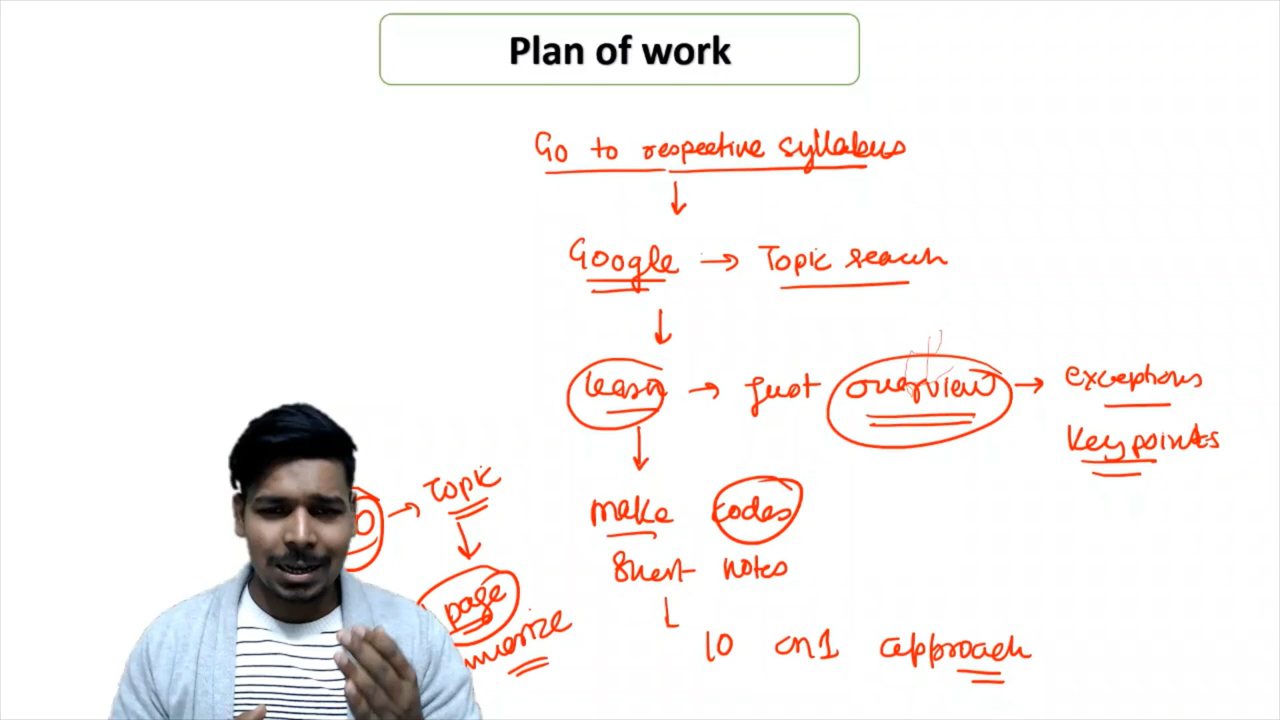 Plan of work
Go to respective syllabus
Google → Topic search
learn → Just overview → exceptions
Key points
make codes
Short notes
10 on 1 approach
→ Topic
page